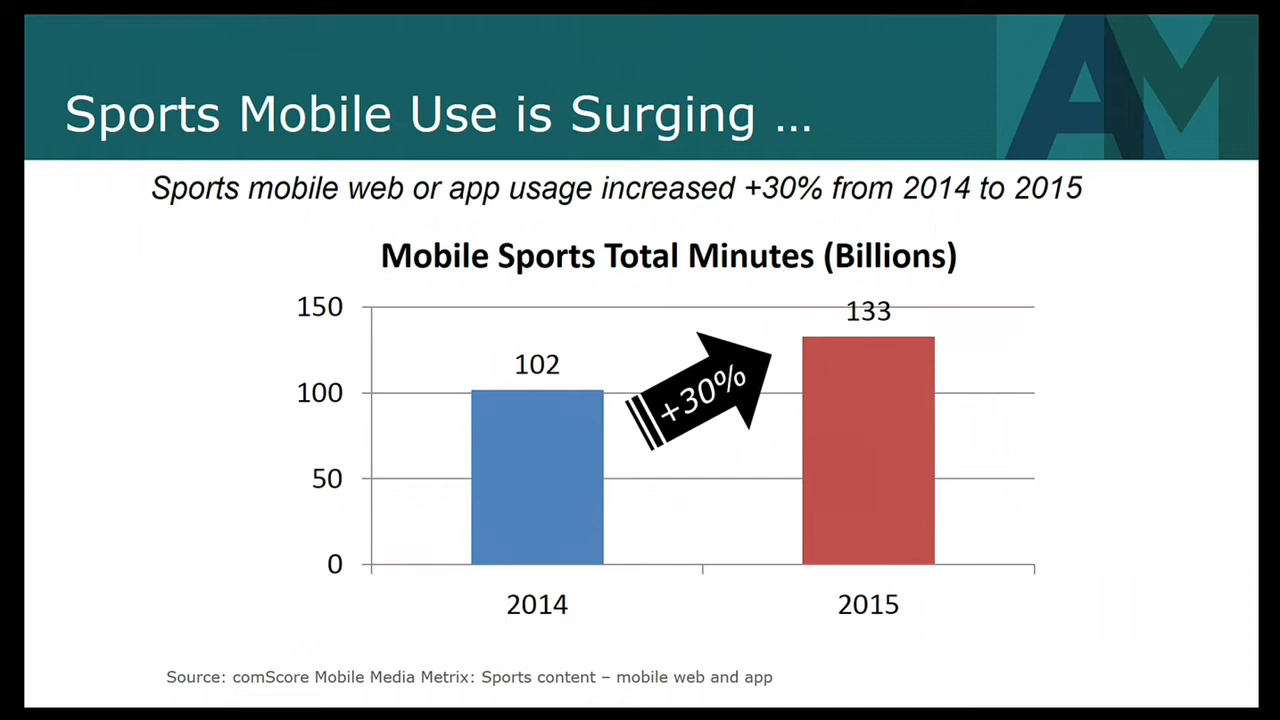 AM
Sports Mobile Use is Surging ...
Sports mobile web or app usage increased +30% from 2014 to 2015
Mobile Sports Total Minutes (Billions)
150
133
102
+30%
100
50
0
2014 2015
Source: comScore Mobile Media Metrix: Sports content – mobile web and app